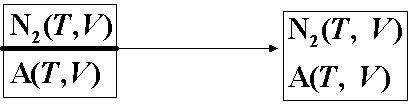 N₂(T,V)
A(T,V)
N₂(T, V)
A(T, V)